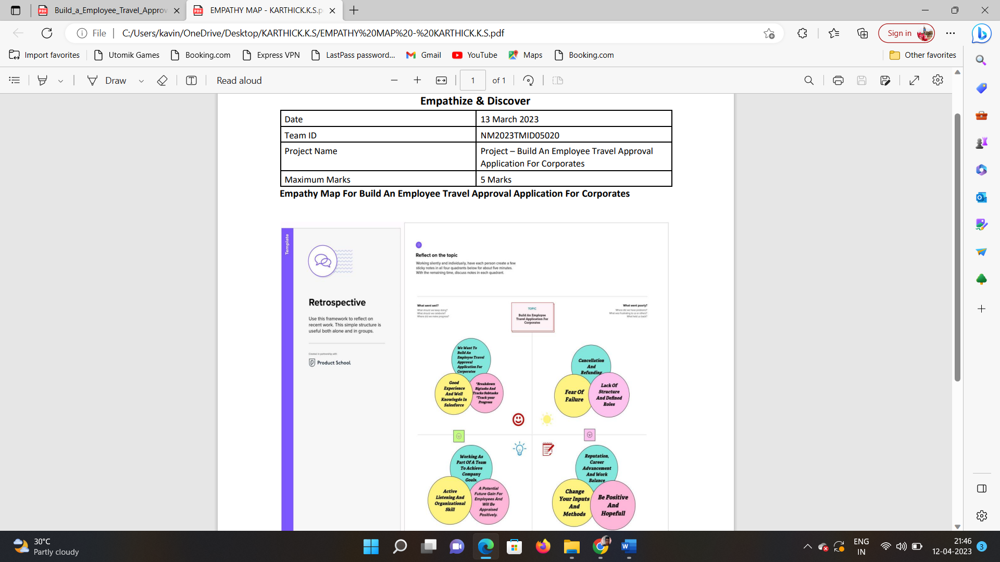 Build_a_Employee_Travel_Approv
EMPATHY MAP - KARTHICK.K.S.p
File
C:/Users/kavin/OneDrive/Desktop/KARTHICK.K.S/EMPATHY%20MAP%20-%20KARTHICK.K.S.pdf
Sign in
Import favorites
Utomik Games
Booking.com
Express VPN
LastPass password...
Gmail
YouTube
Maps
Booking.com
Other favorites
Draw
Read aloud
1
of 1
Empathize & Discover
Date
13 March 2023
Team ID
NM2023TMID05020
Project Name
Project – Build An Employee Travel Approval
Application For Corporates
Maximum Marks
5 Marks
Empathy Map For Build An Employee Travel Approval Application For Corporates
Template
Retrospective
Use this framework to reflect on
recent work. This simple structure is
useful both alone and in groups.
Created in partnership with
Product School
Reflect on the topic
Working silently and individually, have each person create a few
sticky notes in all four quadrants below for about five minutes.
With the remaining time, discuss notes in each quadrant.
What went well?
What should we keep doing?
What should we celebrate?
Where did we make progress?
TOPIC
Build An Employee
Travel Application For
Corporates
What went poorly?
Where did we have problems?
What was frustrating to us or others?
What held us back?
We Want To
Build An
Employee Travel
Approval
Application For
Corporates
Good
Experience
And Well
Knowlegde In
Salesforce
*Breakdown
Bigtasks And
Tracks Subtasks
*Track your
Progress
Cancellation
And
Refunding
Fear Of
Failure
Lack Of
Structure
And Defined
Roles
Working As
Part Of A Team
To Achieve
Company
Goals.
Active
Listening And
Organizational
Skill
A Potential
Future Gain For
Employees And
Will Be
Appraised
Positively.
Reputation,
Career
Advancement
And Work
Balance
Change
Your Inputs
And
Methods
Be Positive
And
Hopefull
30°C
Partly cloudy
ENG
IN
21:46
12-04-2023
3